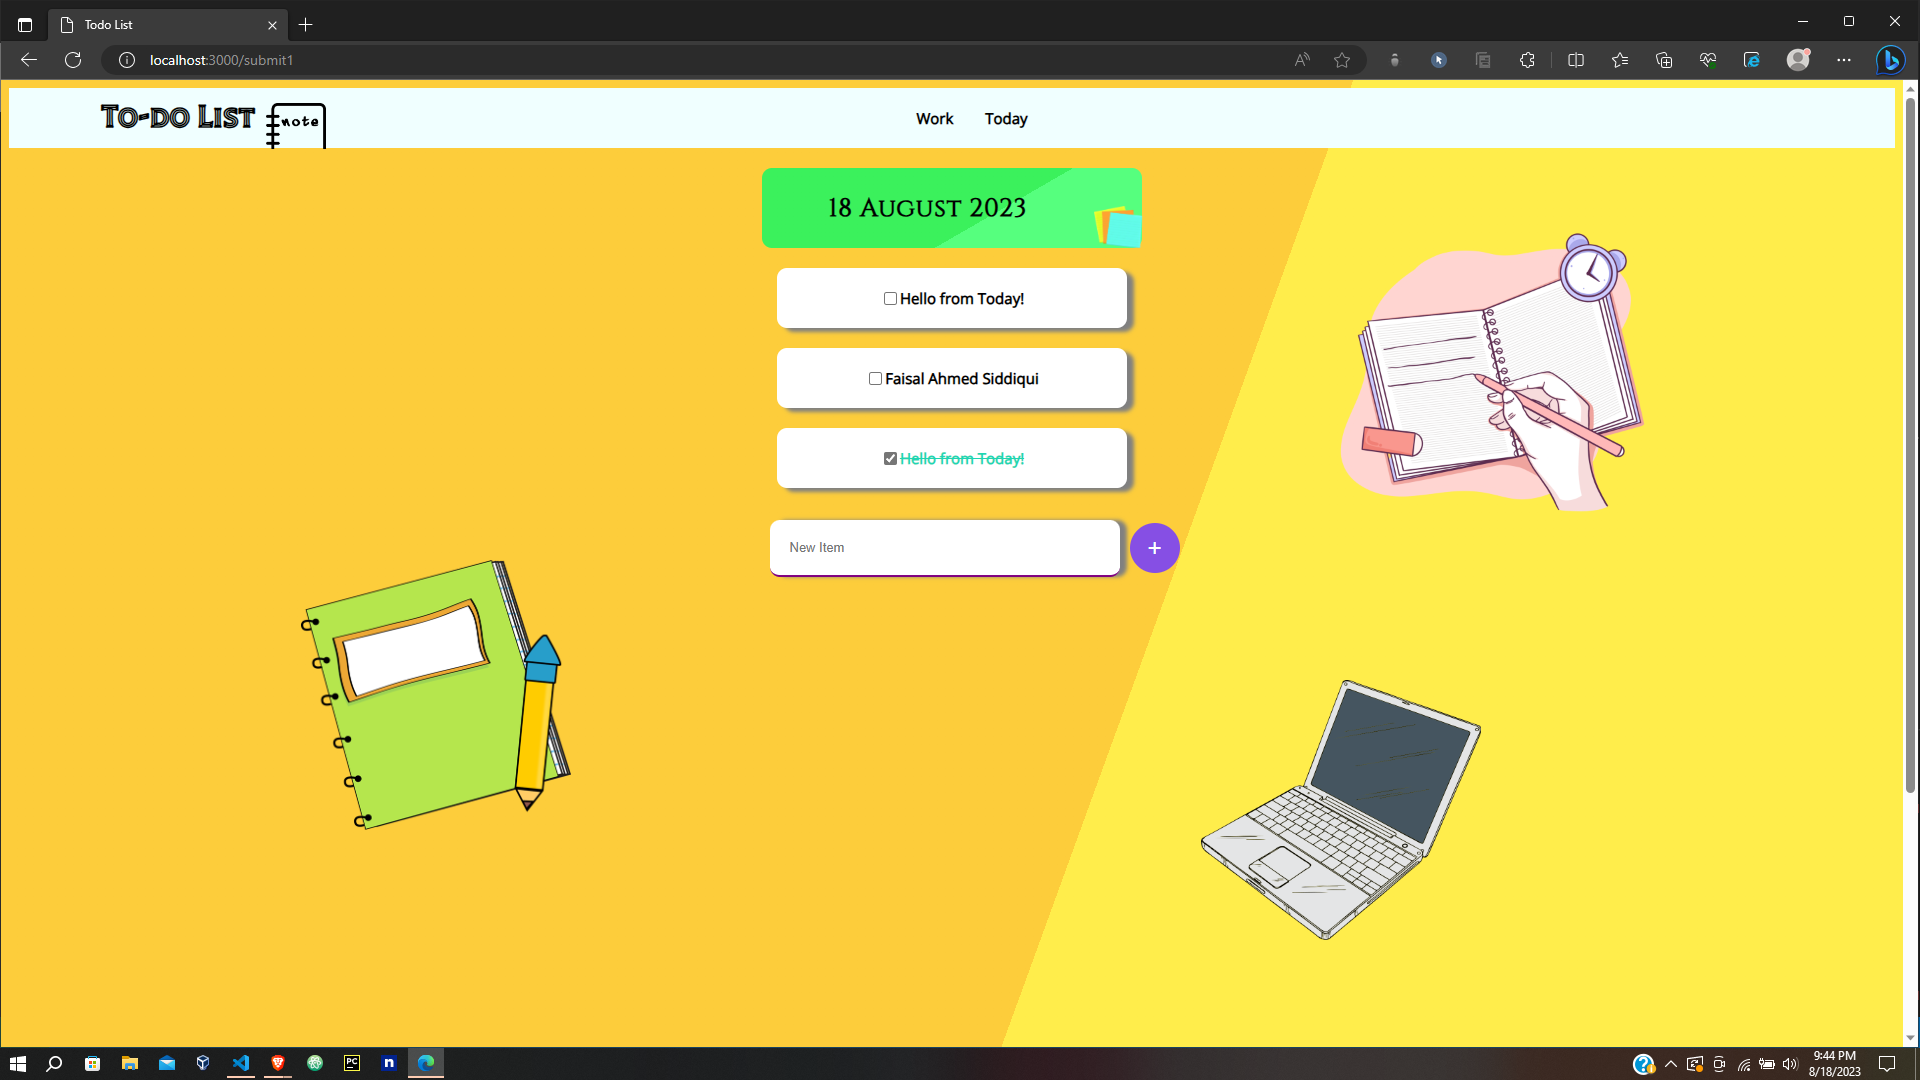 Todo List
localhost:3000/submit1
To-do List
note
Work
Today
18 August 2023
Hello from Today!
Faisal Ahmed Siddiqui
Hello from Today!
New Item
+
PC
n
9:44 PM
8/18/2023